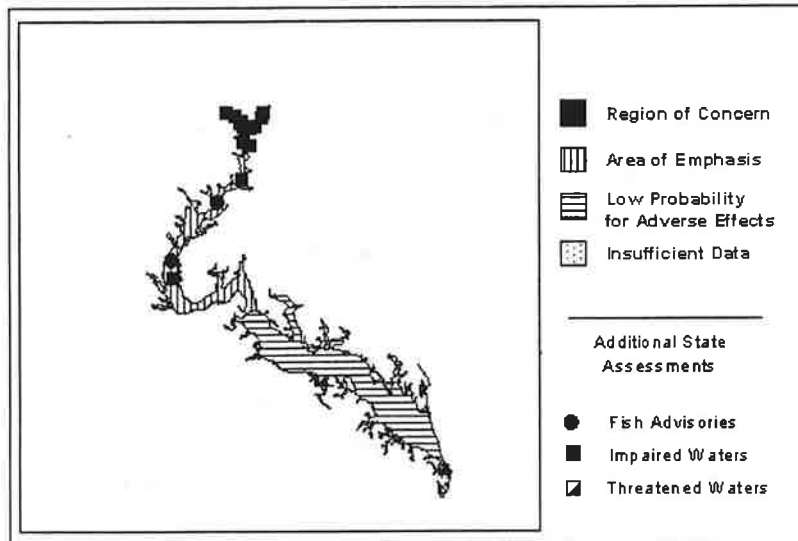 Region of Concern
Area of Emphasis
Low Probability
for Adverse Effects
Insufficient Data
Additional State
Assessments
Fish Advisories
Impaired Waters
Threatened Waters